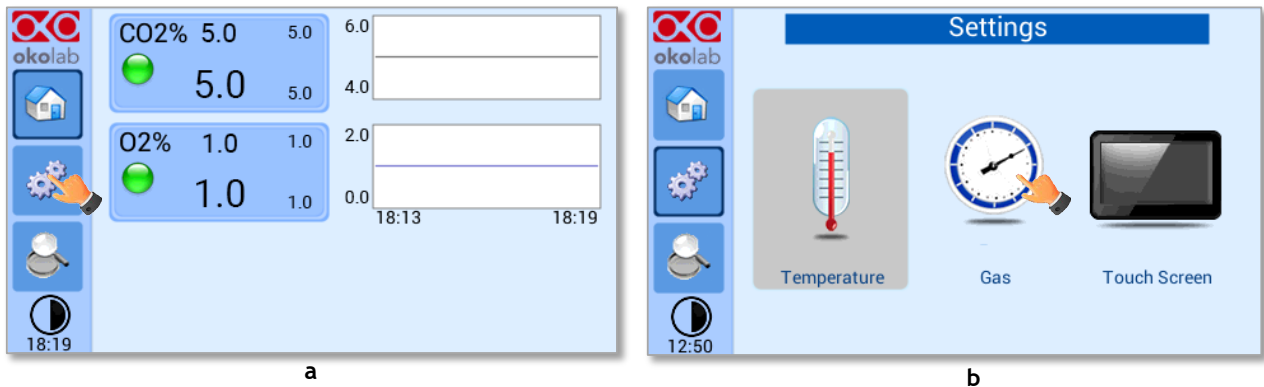 okolab
CO2% 5.0 5.0
5.0 5.0
O2% 1.0 1.0
1.0 1.0
6.0
4.0
2.0
0.0
18:13 18:19
18:19
a
okolab
Settings
Temperature
Gas
Touch Screen
12:50
b